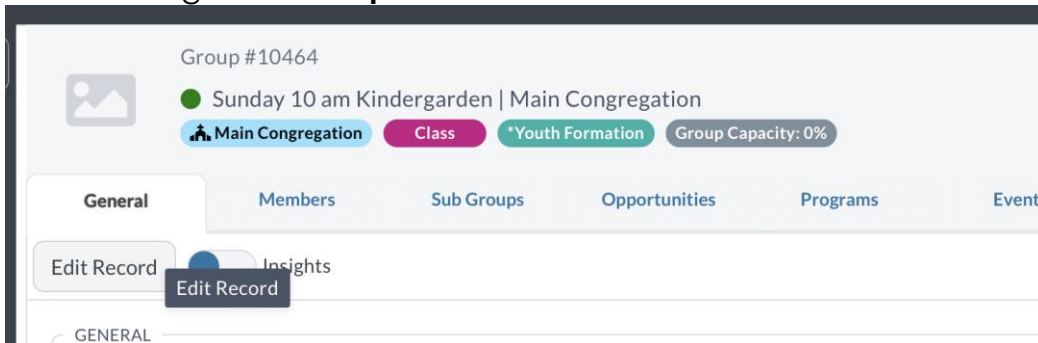 Group #10464
Sunday 10 am Kindergarden | Main Congregation
Main Congregation Class *Youth Formation Group Capacity: 0%
General Members Sub Groups Opportunities Programs Event
Edit Record Insights
Edit Record
GENERAL